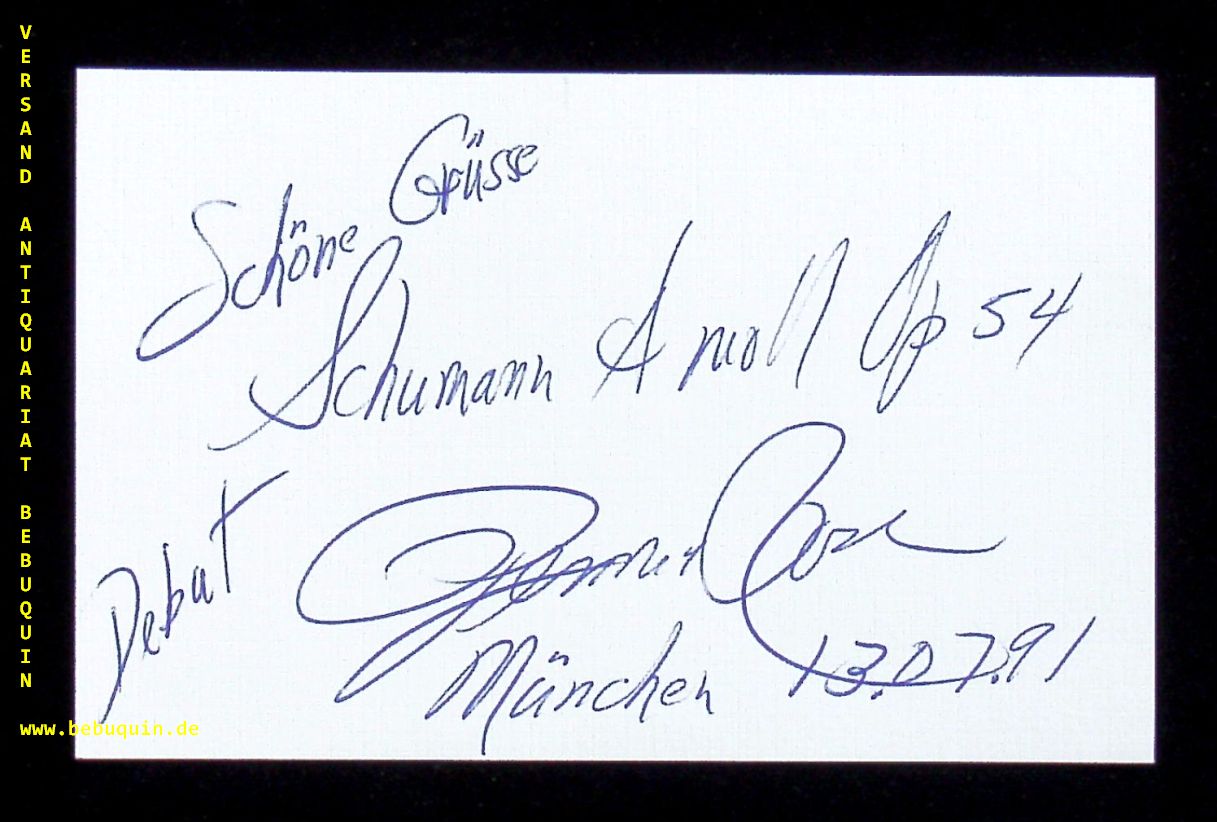 VERSAND ANTIQUARIAT BEBUQUIN
Schöne Grüsse
Schumann A moll Op 54
Debut
München 13.07.91
www.bebuquin.de